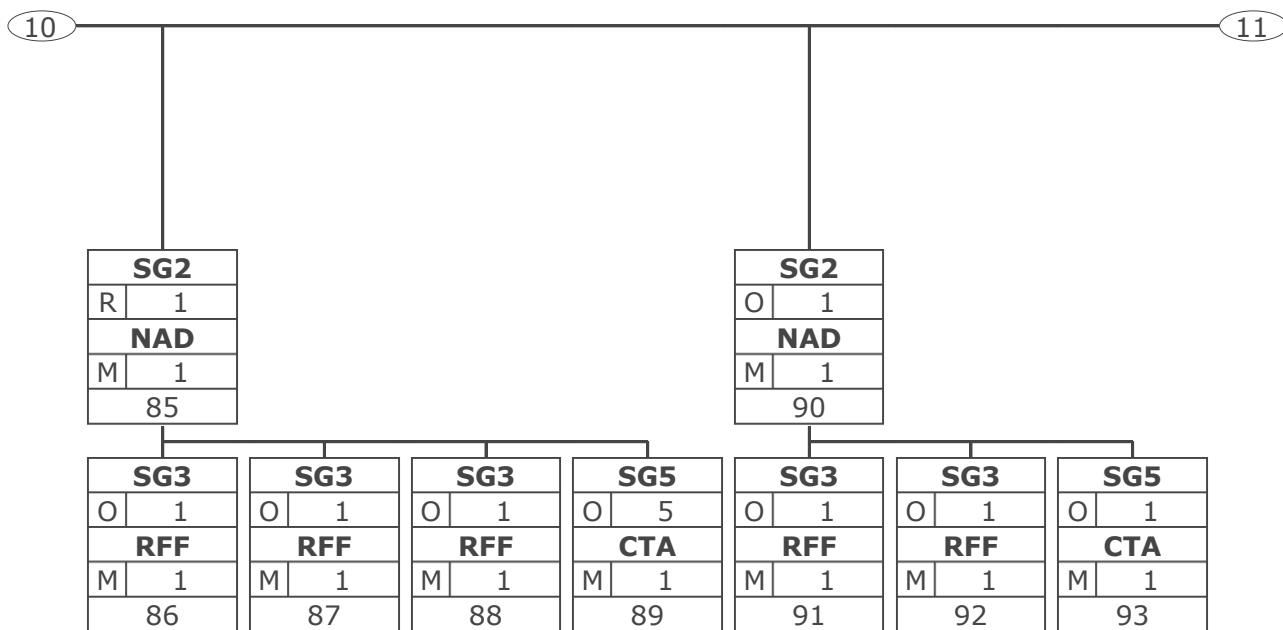 10 11
SG2 SG2
R 1 O 1
NAD NAD
M 1 M 1
85 90
SG3 SG3 SG3 SG5 SG3 SG3 SG5
O 1 O 1 O 1 O 5 O 1 O 1 O 1
RFF RFF RFF CTA RFF RFF CTA
M 1 M 1 M 1 M 1 M 1 M 1 M 1
86 87 88 89 91 92 93